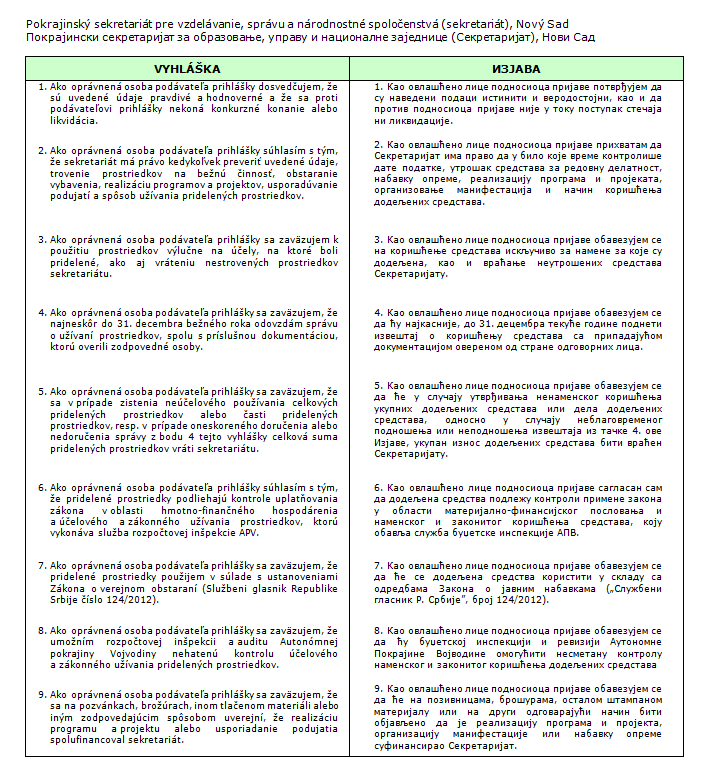 Pokrajinský sekretariát pre vzdelávanie, správu a národnostné spoločenstvá (sekretariát), Nový Sad
Покрајински секретаријат за образовање, управу и националне заједнице (Секретаријат), Нови Сад
VYHLÁŠKA
1. Ako oprávnená osoba podávateľa prihlášky dosvedčujem, že
sú uvedené údaje pravdivé a hodnoverné a že sa proti
podávateľovi prihlášky nekoná konkurzné konanie alebo
likvidácia.
2. Ako oprávnená osoba podávateľa prihlášky súhlasím s tým,
že sekretariát má právo kedykoľvek preveriť uvedené údaje,
trovenie prostriedkov na bežnú činnosť, obstaranie
vybavenia, realizáciu programov a projektov, usporadúvanie
podujatí a spôsob užívania pridelených prostriedkov.
3. Ako oprávnená osoba podávateľa prihlášky sa zaväzujem k
použitiu prostriedkov výlučne na účely, na ktoré boli
pridelené, ako aj vráteniu nestrovených prostriedkov
sekretariátu.
4. Ako oprávnená osoba podávateľa prihlášky sa zaväzujem, že
najneskôr do 31. decembra bežného roka odovzdám správu
o užívaní prostriedkov, spolu s príslušnou dokumentáciou,
ktorú overili zodpovedné osoby.
5. Ako oprávnená osoba podávateľa prihlášky sa zaväzujem, že
sa v prípade zistenia neúčelového používania celkových
pridelených prostriedkov alebo časti pridelených
prostriedkov, resp. v prípade oneskoreného doručenia alebo
nedoručenia správy z bodu 4 tejto vyhlášky celková suma
pridelených prostriedkov vráti sekretariátu.
6. Ako oprávnená osoba podávateľa prihlášky súhlasím s tým,
že pridelené prostriedky podliehajú kontrole uplatňovania
zákona v oblasti hmotno-finančného hospodárenia
a účelového a zákonného užívania prostriedkov, ktorú
vykonáva služba rozpočtovej inšpekcie APV.
7. Ako oprávnená osoba podávateľa prihlášky sa zaväzujem, že
pridelené prostriedky použijem v súlade s ustanoveniami
Zákona o verejnom obstaraní (Službeni glasnik Republike
Srbije číslo 124/2012).
8. Ako oprávnená osoba podávateľa prihlášky sa zaväzujem, že
umožním rozpočtovej inšpekcii a auditu Autonómnej
pokrajiny Vojvodiny nehatenú kontrolu účelového
a zákonného užívania pridelených prostriedkov.
9. Ako oprávnená osoba podávateľa prihlášky sa zaväzujem, že
sa na pozvánkach, brožúrach, inom tlačenom materiáli alebo
iným zodpovedajúcim spôsobom uverejní, že realizáciu
programu a projektu alebo usporiadanie podujatia
spolufinancoval sekretariát.
ИЗЈАВА
1. Као овлашћено лице подносиоца пријаве потврђујем да
су наведени подаци истинити и веродостојни, као и да
против подносиоца пријаве није у току поступак стечаја
ни ликвидације.
2. Као овлашћено лице подносиоца пријаве прихватам да
Секретаријат има право да у било које време контролише
дате податке, утрошак средстава за редовну делатност,
набавку опреме, реализацију програма и пројеката,
организовање манифестација и начин коришћења
додељених средстава.
3. Као овлашћено лице подносиоца пријаве обавезујем се
на коришћење средстава искључиво за намене за које су
додељена, као и враћање неутрошених средстава
Секретаријату.
4. Као овлашћено лице подносиоца пријаве обавезујем се
да ћу најкасније, до 31. децембра текуће године поднети
извештај о коришћењу средстава са припадајућом
документацијом овереном од стране одговорних лица.
5. Као овлашћено лице подносиоца пријаве обавезујем се
да ће у случају утврђивања ненаменског коришћења
укупних додељених средстава или дела додељених
средстава, односно у случају неблаговременог
подношења или неподношења извештаја из тачке 4. ове
Изјаве, укупан износ додељених средстава бити враћен
Секретаријату.
6. Као овлашћено лице подносиоца пријаве сагласан сам
да додељена средства подлежу контроли примене закона
у области материјално-финансијског пословања и
наменског и законитог коришћења средстава, коју
обавља служба буџетске инспекције АПВ.
7. Као овлашћено лице подносиоца пријаве обавезујем се
да ће се додељена средства користити у складу са
одредбама Закона о јавним набавкама („Службени
гласник Р. Србије”, број 124/2012).
8. Као овлашћено лице подносиоца пријаве обавезујем се
да ћу буџетској инспекцији и ревизији Аутономне
Покрајине Војводине омогућити несметану контролу
наменског и законитог коришћења додељених средстава
9. Као овлашћено лице подносиоца пријаве обавезујем се
да ће на позивницама, брошурама, осталом штампаном
материјалу или на други одговарајући начин бити
објављено да је реализацију програма и пројекта,
организацију манифестације или набавку опреме
суфинансирао Секретаријат.